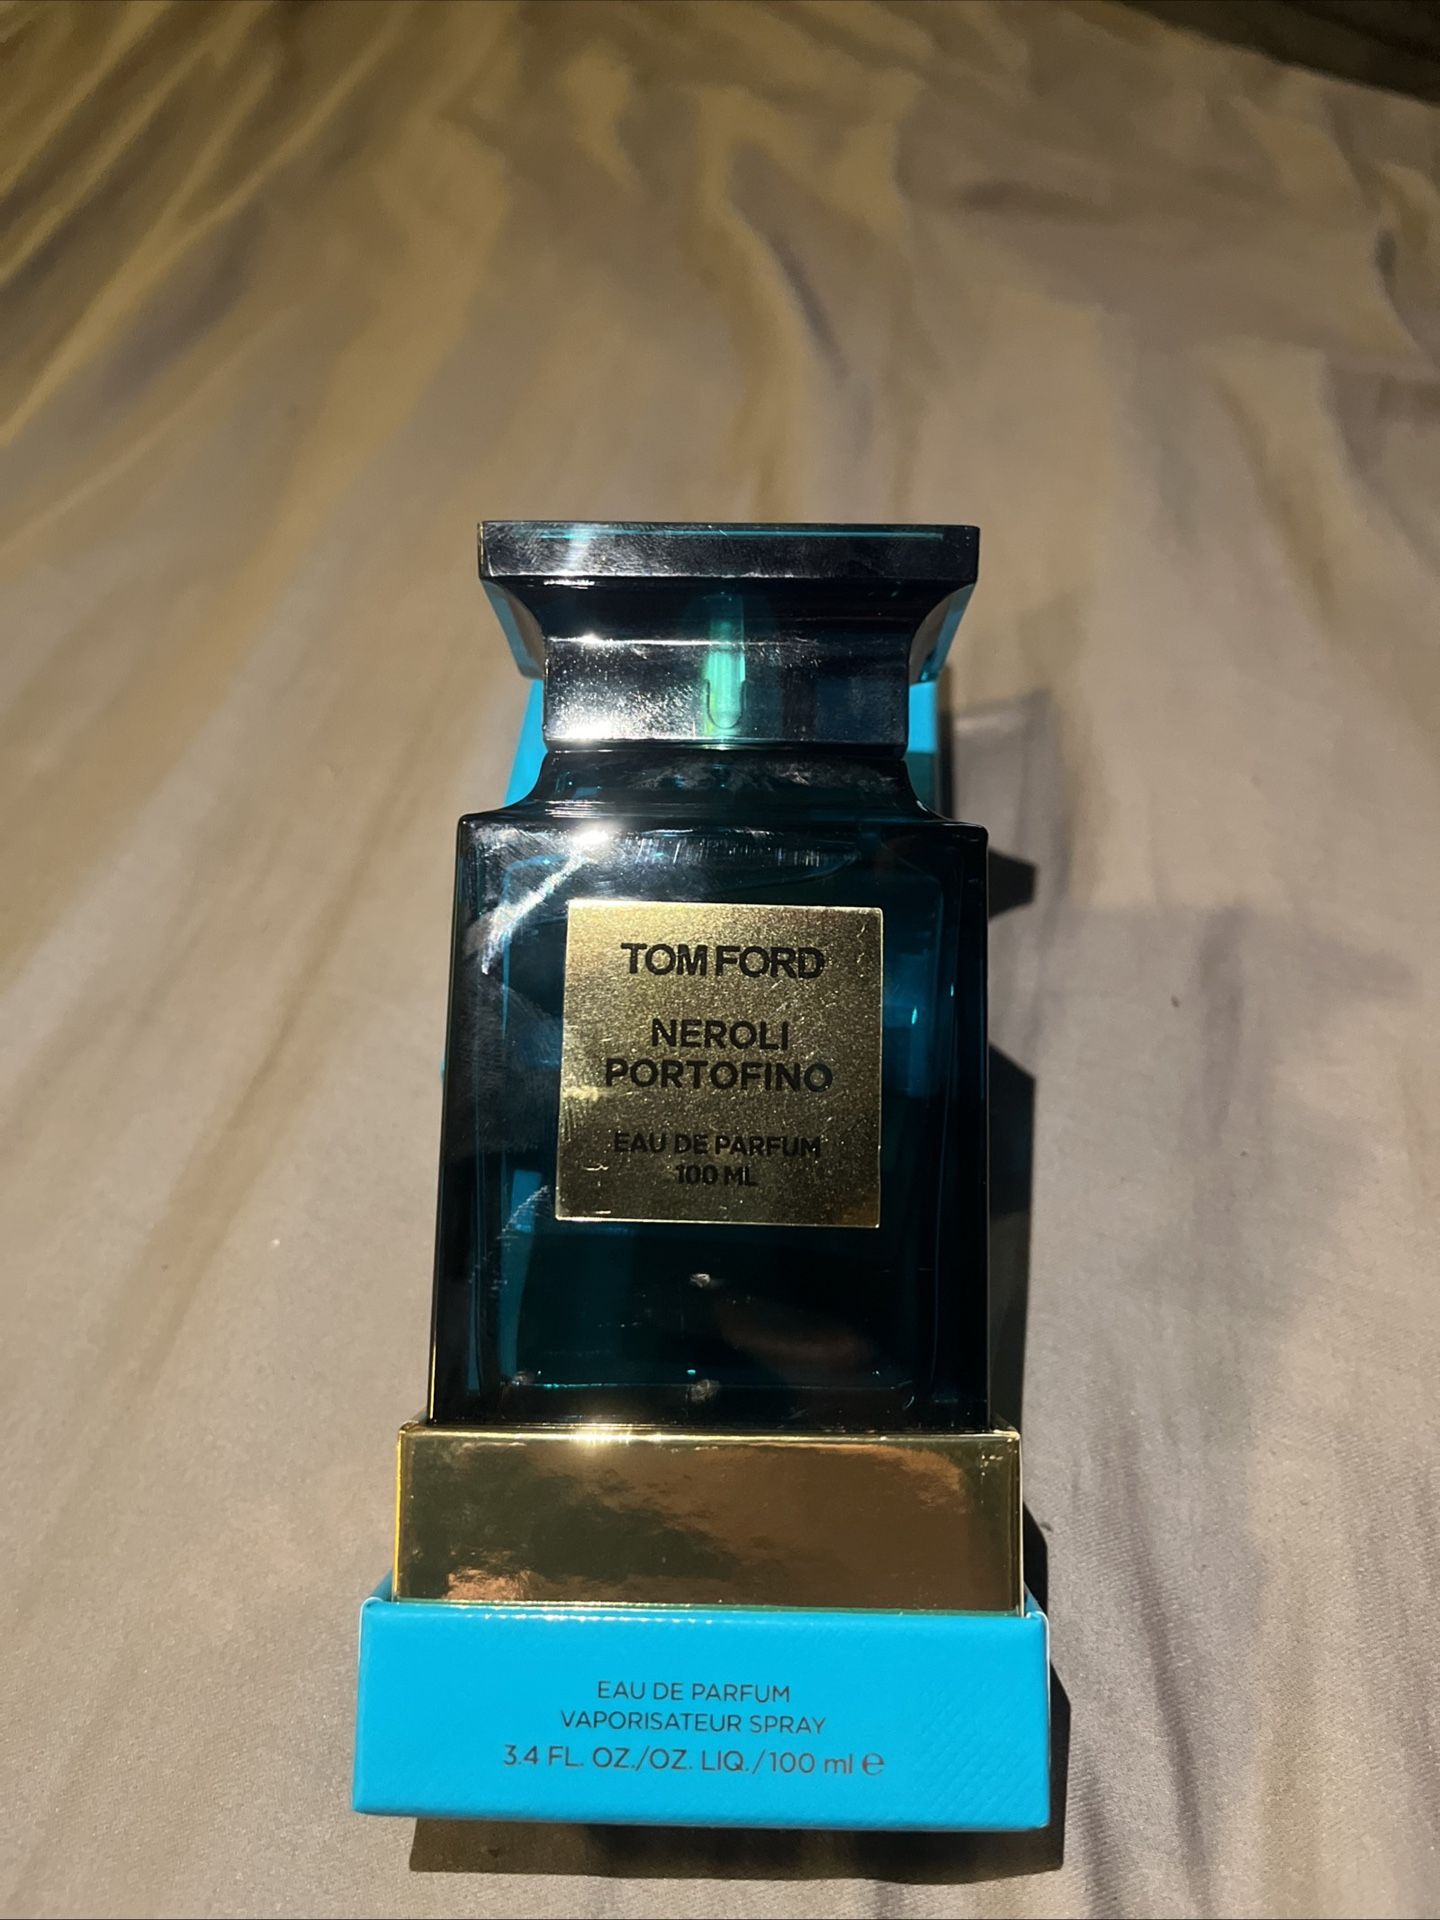 TOM FORD
NEROLI
PORTOFINO
EAU DE PARFUM
100 ML
EAU DE PARFUM
VAPORISATEUR SPRAY
3.4 FL. OZ./OZ. LIQ./100 ml ℮